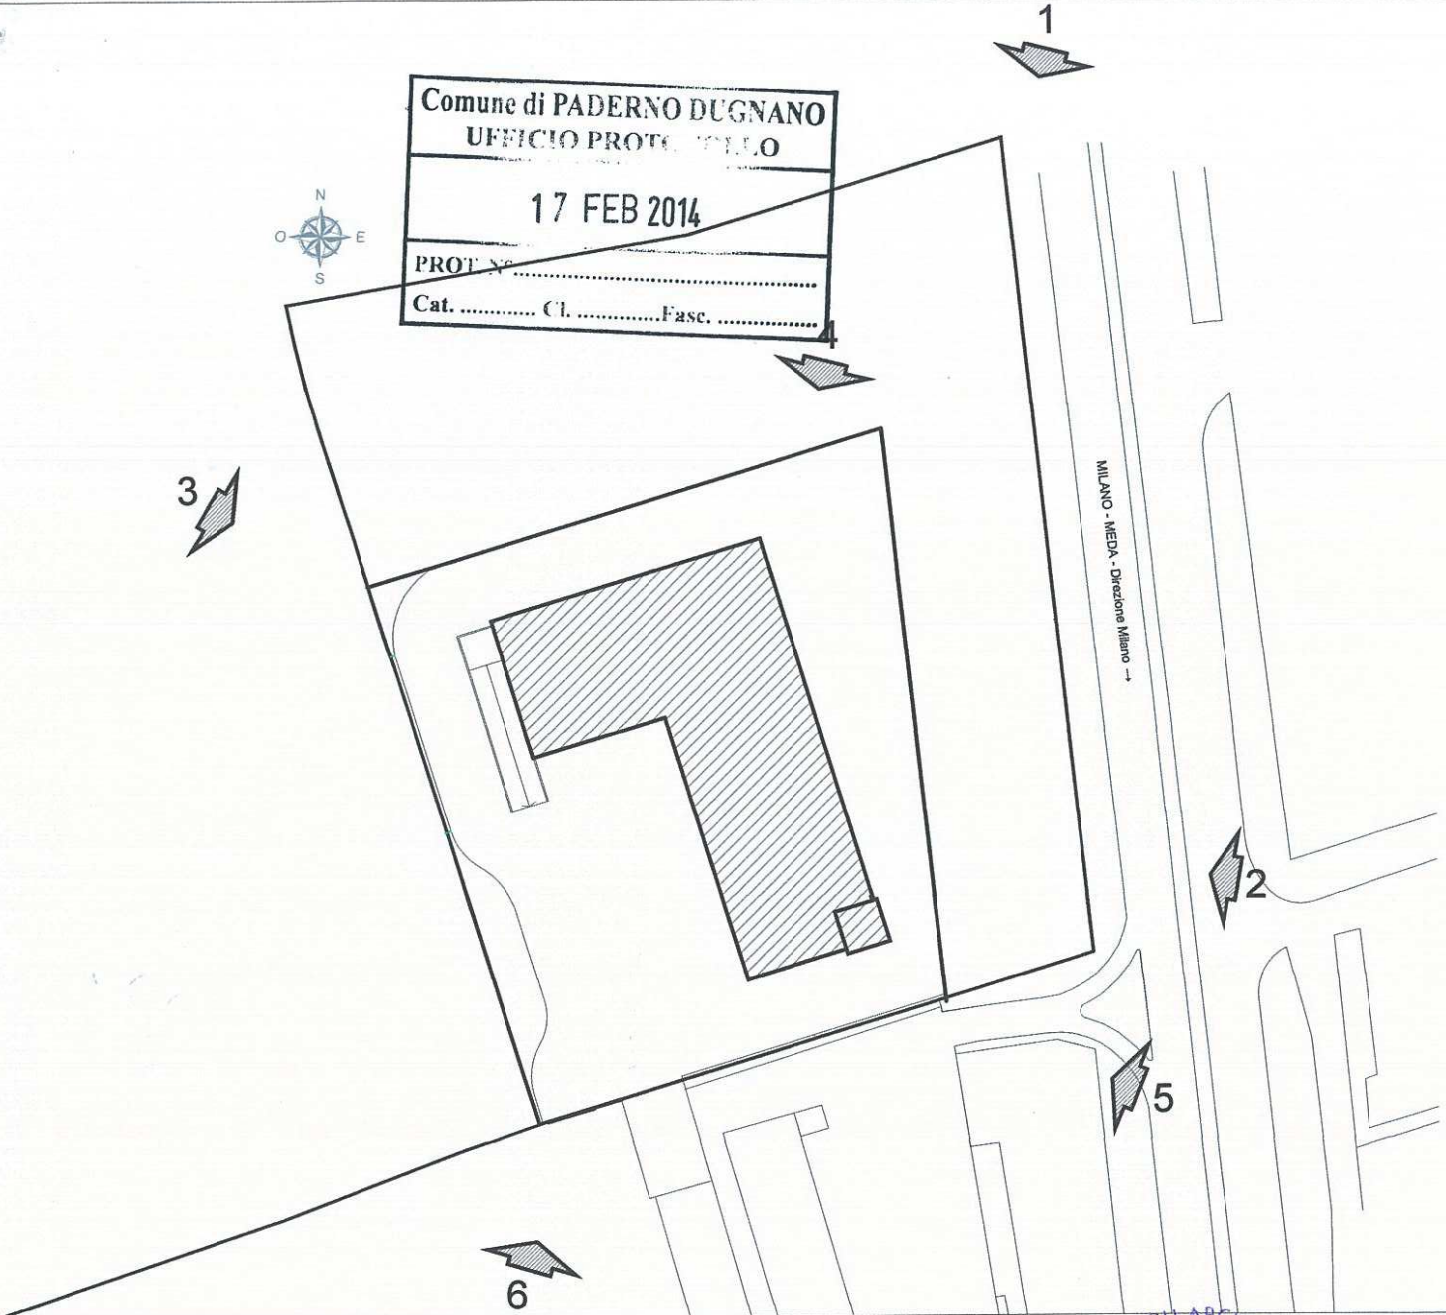 1
Comune di PADERNO DUGNANO
UFFICIO
17 FEB 2014
PROT. N°
Cat. ............ Cl. ..............Fasc. .................
N
O E
S
4
3
MILANO - MEDA - Direzione Milano →
2
5
6